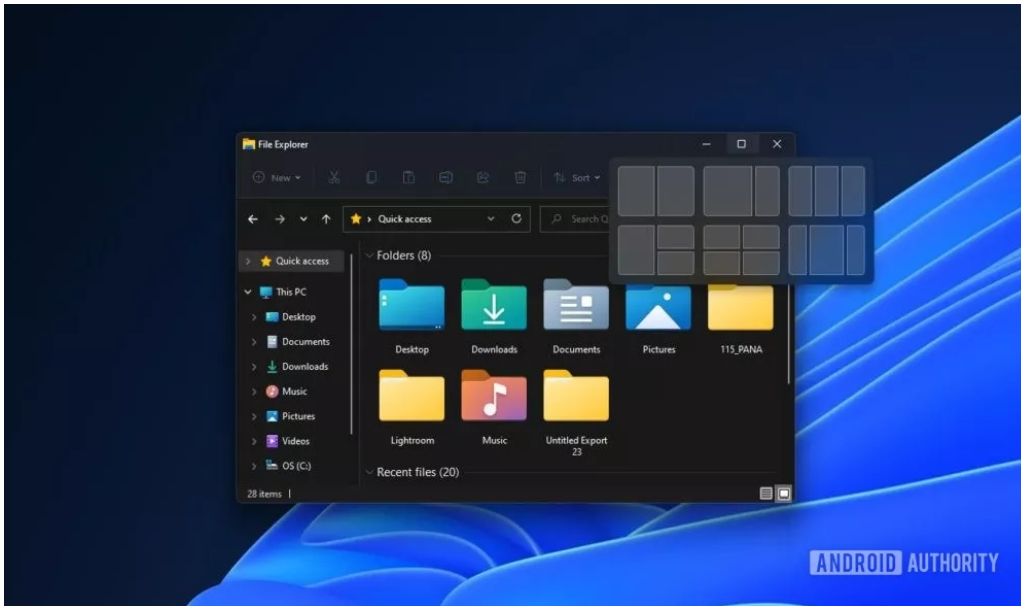 File Explorer
New
Sort
Quick access
Search Q
Quick access
Folders (8)
This PC
Desktop
Documents
Downloads
Music
Pictures
Videos
OS (C:)
Desktop
Downloads
Documents
Pictures
115_PANA
Lightroom
Music
Untitled Export
23
Recent files (20)
28 items
ANDROID AUTHORITY